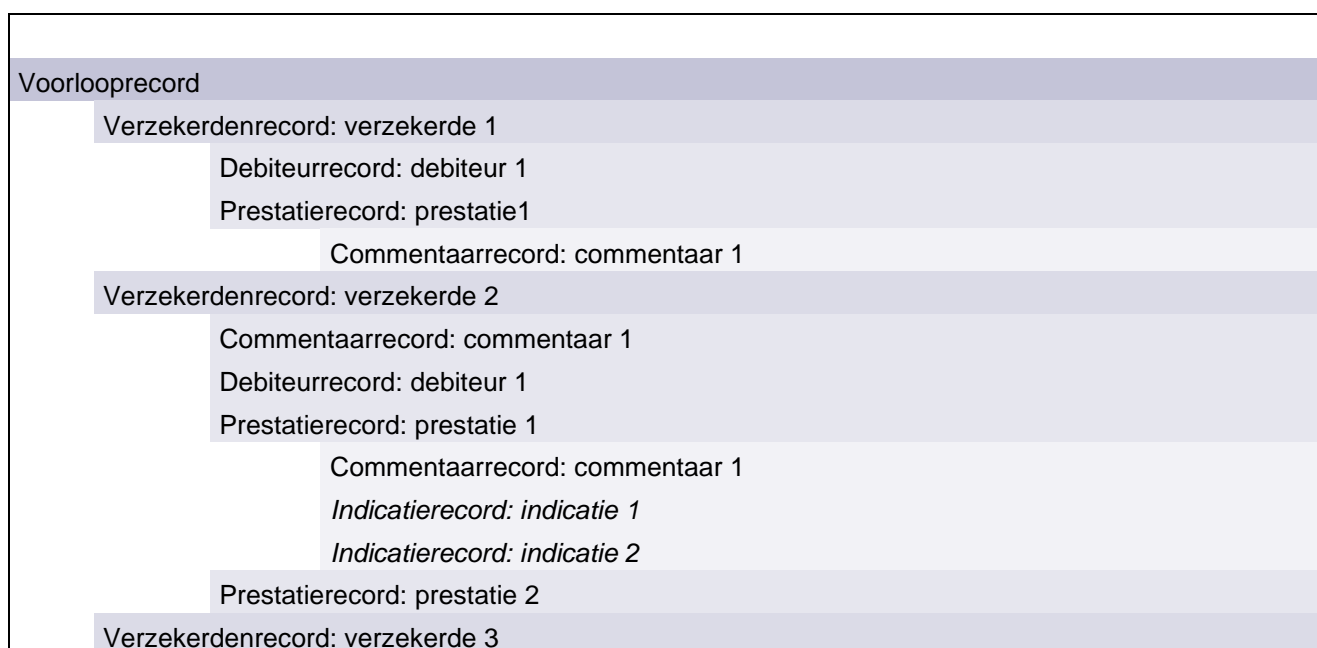 Voorlooprecord
Verzekerdenrecord: verzekerde 1
Debiteurrecord: debiteur 1
Prestatierecord: prestatie1
Commentaarrecord: commentaar 1
Verzekerdenrecord: verzekerde 2
Commentaarrecord: commentaar 1
Debiteurrecord: debiteur 1
Prestatierecord: prestatie 1
Commentaarrecord: commentaar 1
Indicatierecord: indicatie 1
Indicatierecord: indicatie 2
Prestatierecord: prestatie 2
Verzekerdenrecord: verzekerde 3